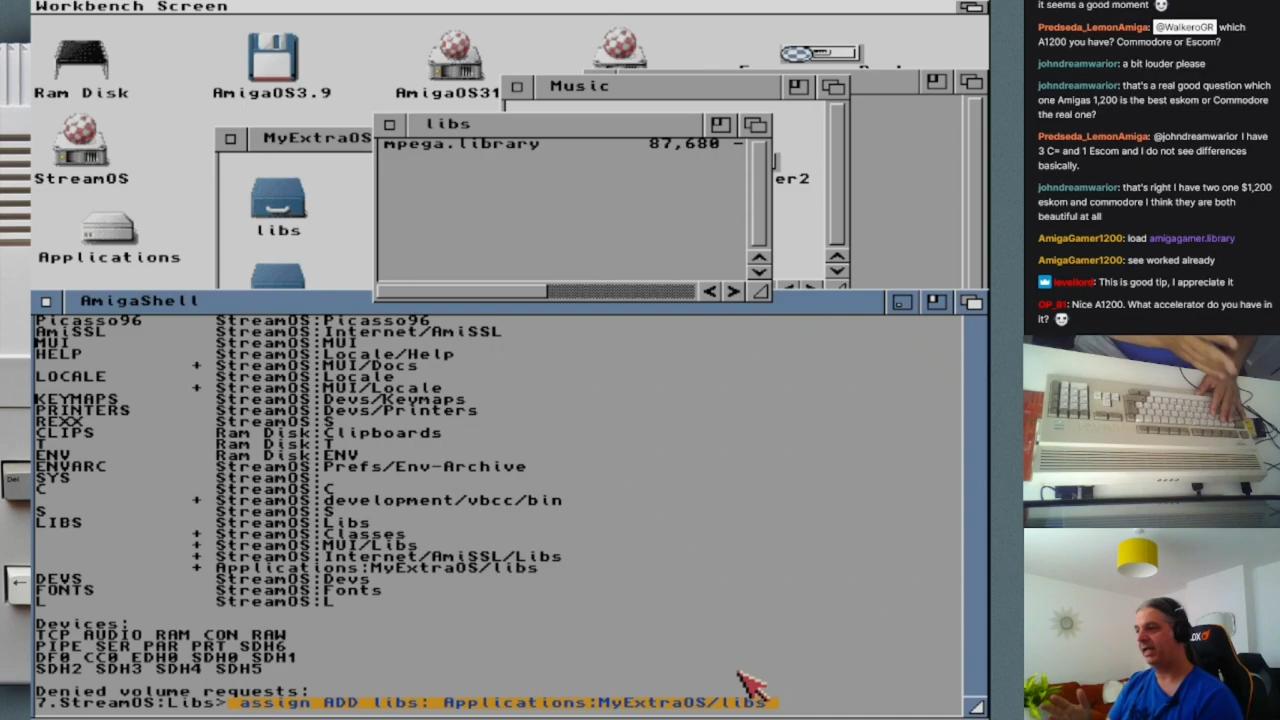 Workbench Screen
Ram Disk
AmigaOS3.9
AmigaOS31
Music
MyExtraOS
libs
mpega.library 87,680 -
er2
StreamOS
libs
Applications
AmigaShell
Picasso96 StreamOS:Picasso96
AmiSSL StreamOS:Internet/AmiSSL
MUI StreamOS:MUI
HELP StreamOS:Locale/Help
+ StreamOS:MUI/Docs
LOCALE StreamOS:Locale
+ StreamOS:MUI/Locale
KEYMAPS StreamOS:Devs/Keymaps
PRINTERS StreamOS:Devs/Printers
REXX StreamOS:S
CLIPS Ram Disk:Clipboards
T Ram Disk:T
ENV Ram Disk:ENV
ENVARC StreamOS:Prefs/Env-Archive
SYS StreamOS:
C StreamOS:C
+ StreamOS:development/vbcc/bin
S StreamOS:S
LIBS StreamOS:Libs
+ StreamOS:Classes
+ StreamOS:MUI/Libs
+ StreamOS:Internet/AmiSSL/Libs
+ Applications:MyExtraOS/libs
DEVS StreamOS:Devs
FONTS StreamOS:Fonts
L StreamOS:L
Devices:
TCP AUDIO RAM CON RAW
PIPE SER PAR PRT SDH6
DF0 CC0 EDH0 SDH0 SDH1
SDH2 SDH3 SDH4 SDH5
Denied volume requests:
7.StreamOS:Libs> assign ADD libs: Applications:MyExtraOS/libs
it seems a good moment
Predseda_LemonAmiga: @WalkeroGR which
A1200 you have? Commodore or Escom?
johndreamwarior: a bit louder please
johndreamwarior: that's a real good question which
one Amigas 1,200 is the best eskom or Commodore
the real one?
Predseda_LemonAmiga: @johndreamwarior I have
3 C= and 1 Escom and I do not see differences
basically.
johndreamwarior: that's right I have two one $1,200
eskom and commodore I think they are both
beautiful at all
AmigaGamer1200: load amigagamer.library
AmigaGamer1200: see worked already
levellord: This is good tip, I appreciate it
OP_81: Nice A1200. What accelerator do you have in
it?
Del